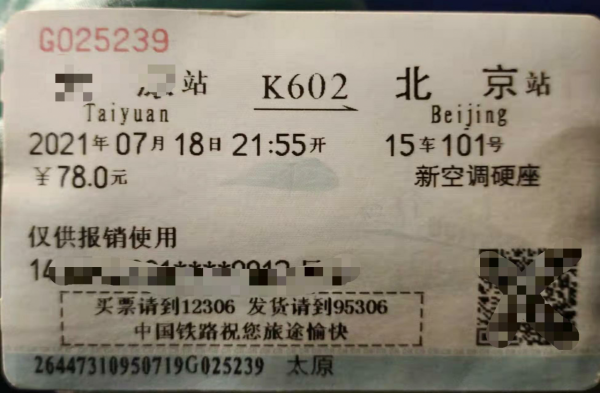 G025239
站 K602 北京站
Taiyuan Beijing
2021年07月18日21:55开 15车101号
￥78.0元 新空调硬座
仅供报销使用
买票请到12306 发货请到95306
中国铁路祝您旅途愉快
26447310950719G025239 太原